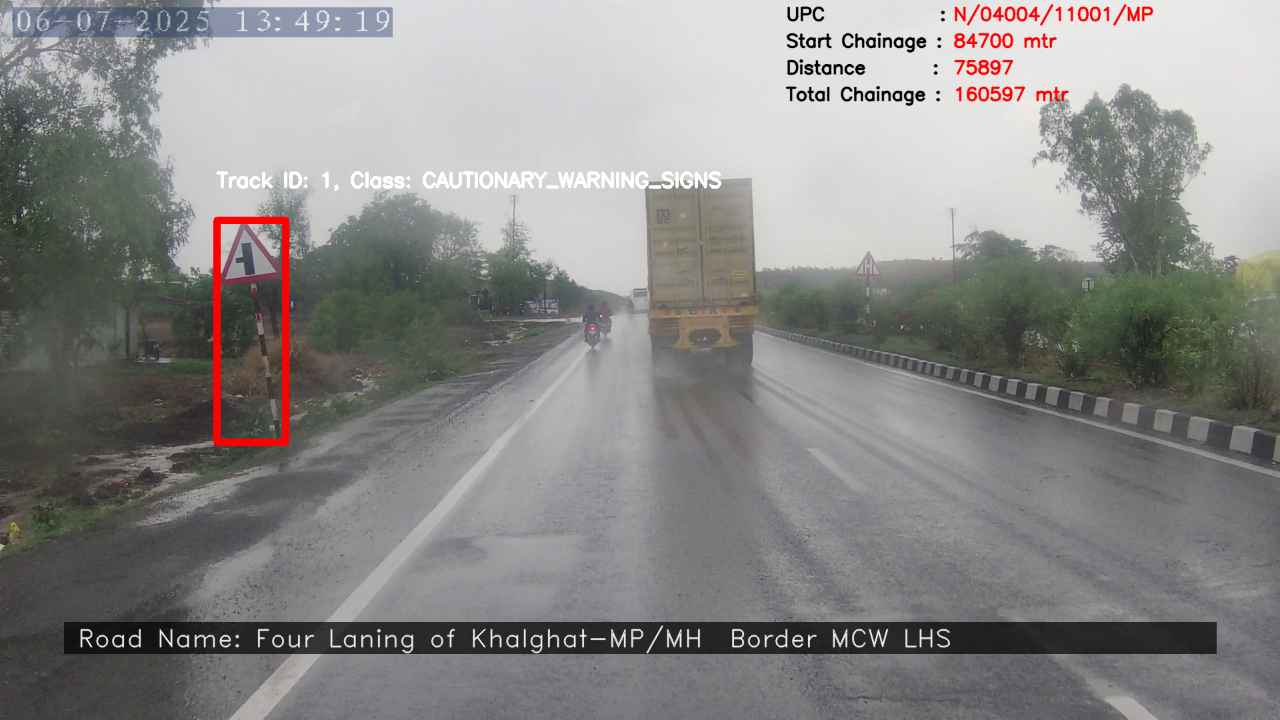 06-07-2025 13:49:19
UPC : N/04004/11001/MP
Start Chainage : 84700 mtr
Distance : 75897
Total Chainage : 160597 mtr
Track ID: 1, Class: CAUTIONARY_WARNING_SIGNS
Road Name: Four Laning of Khalghat-MP/MH Border MCW LHS